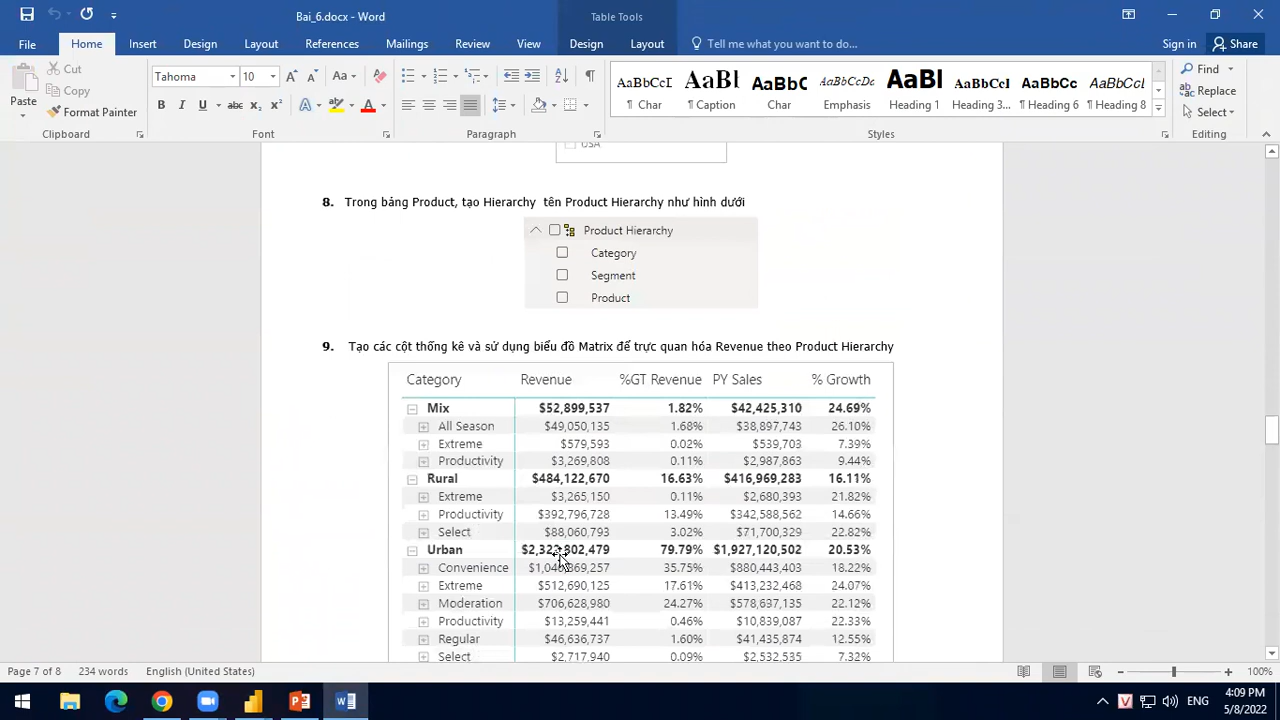 Bai_6.docx - Word
Table Tools
File Home Insert Design Layout References Mailings Review View Design Layout Tell me what you want to do... Sign in Share
Paste Cut Copy Format Painter
Tahoma 10
AaBbCcI AaBl AaBbC AaBbCcDc AaBl AaBbCcI AaBbCc AaBbCcl
¶ Char ¶ Caption Char Emphasis Heading 1 Heading 3... ¶ Heading 6 ¶ Heading 8
Find Replace Select
Clipboard Font Paragraph Styles Editing
USA
8. Trong bảng Product, tạo Hierarchy tên Product Hierarchy như hình dưới
Product Hierarchy
Category
Segment
Product
9. Tạo các cột thống kê và sử dụng biểu đồ Matrix để trực quan hóa Revenue theo Product Hierarchy
Category Revenue %GT Revenue PY Sales % Growth
Mix $52,899,537 1.82% $42,425,310 24.69%
All Season $49,050,135 1.68% $38,897,743 26.10%
Extreme $579,593 0.02% $539,703 7.39%
Productivity $3,269,808 0.11% $2,987,863 9.44%
Rural $484,122,670 16.63% $416,969,283 16.11%
Extreme $3,265,150 0.11% $2,680,393 21.82%
Productivity $392,796,728 13.49% $342,588,562 14.66%
Select $88,060,793 3.02% $71,700,329 22.82%
Urban 79.79% $1,927,120,502 20.53%
Convenience 35.75% $880,443,403 18.22%
Extreme $512,690,125 17.61% $413,232,468 24.07%
Moderation $706,628,980 24.27% $578,637,135 22.12%
Productivity $13,259,441 0.46% $10,839,087 22.33%
Regular $46,636,737 1.60% $41,435,874 12.55%
Select $2,717,940 0.09% $2,532,535 7.32%
Page 7 of 8 234 words English (United States) 100%
ENG 4:09 PM
5/8/2022